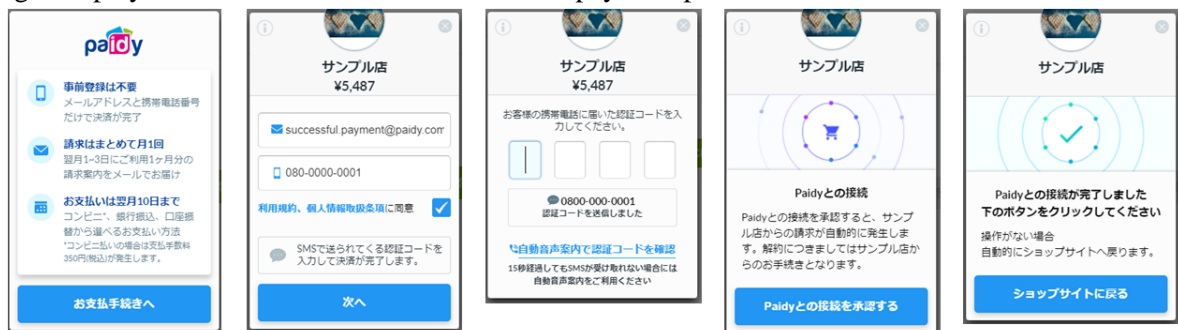 paidy
事前登録は不要
メールアドレスと携帯電話番号
だけで決済が完了
請求はまとめて月1回
翌月1~3日にご利用1ヶ月分の
請求案内をメールでお届け
お支払いは翌月10日まで
コンビニ*、銀行振込、口座振
替から選べるお支払い方法
*コンビニ払いの場合は支払手数料
350円(税込)が発生します。
お支払手続きへ
サンプル店
¥5,487
successful.payment@paidy.com
080-0000-0001
利用規約、個人情報取扱条項に同意
SMSで送られてくる認証コードを
入力して決済が完了します。
次へ
サンプル店
¥5,487
お客様の携帯電話に届いた認証コードを入
力してください。
0800-000-0001
認証コードを送信しました
自動音声案内で認証コードを確認
15秒経過してもSMSが受け取れない場合には
自動音声案内をご利用ください
サンプル店
Paidyとの接続
Paidyとの接続を承認すると、サンプ
ル店からの請求が自動的に発生しま
す。解約につきましてはサンプル店か
らのお手続きとなります。
Paidyとの接続を承認する
サンプル店
Paidyとの接続が完了しました
下のボタンをクリックしてください
操作がない場合
自動的にショップサイトへ戻ります。
ショップサイトに戻る